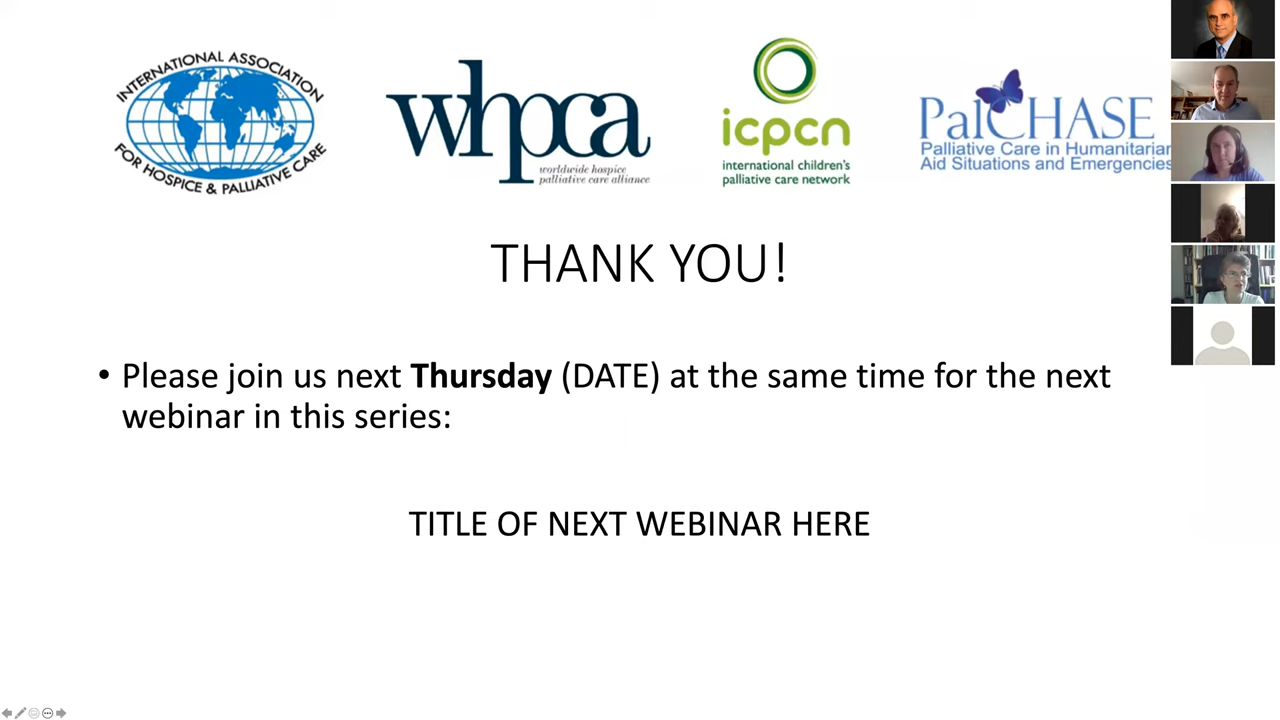 INTERNATIONAL ASSOCIATION
FOR HOSPICE & PALLIATIVE CARE
whpca
worldwide hospice
palliative care alliance
icpcn
international children's
palliative care network
PalCHASE
Palliative Care in Humanitarian
Aid Situations and Emergencies
THANK YOU!
• Please join us next Thursday (DATE) at the same time for the next
webinar in this series:
TITLE OF NEXT WEBINAR HERE